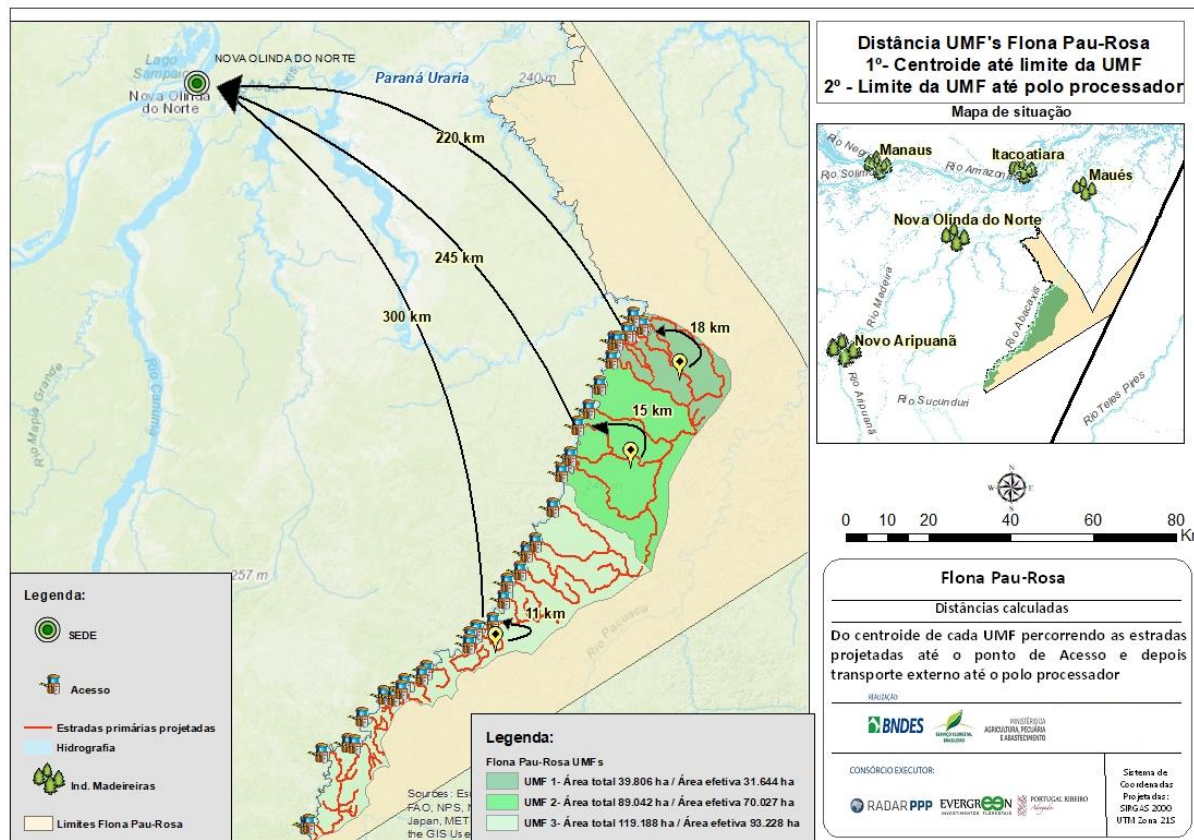 NOVA OLINDA DO NORTE
Lago
Sampaio
Nova Olinda
do Norte
Abacaxis
Paraná Uraria
240 m
220 km
245 km
300 km
18 km
15 km
11 km
Rio Mapia Grande
Rio Canumã
Rio Pacuacu
257 m
Legenda:
SEDE
Acesso
Estradas primárias projetadas
Hidrografia
Ind. Madeireiras
Limites Flona Pau-Rosa
Sources: Es
FAO, NPS, N
Japan, MET
the GIS Use
Legenda:
Flona Pau-Rosa UMFs
UMF 1- Área total 39.806 ha / Área efetiva 31.644 ha
UMF 2- Área total 89.042 ha / Área efetiva 70.027 ha
UMF 3- Área total 119.188 ha / Área efetiva 93.228 ha
Distância UMF's Flona Pau-Rosa
1º- Centroide até limite da UMF
2º - Limite da UMF até polo processador
Mapa de situação
Rio Negro
Manaus
Rio Solim
Itacoatiara
Rio Amazon
Maués
Nova Olinda do Norte
Rio Madeira
Rio Abacaxis
Novo Aripuanã
Rio Aripuanã
Rio Sucunduri
Rio Teles Pires
N
W E
S
0 10 20 40 60 80
Km
Flona Pau-Rosa
Distâncias calculadas
Do centroide de cada UMF percorrendo as estradas
projetadas até o ponto de Acesso e depois
transporte externo até o polo processador
REALIZAÇÃO:
BNDES
SERVIÇO FLORESTAL
BRASILEIRO
MINISTÉRIO DA
AGRICULTURA, PECUÁRIA
E ABASTECIMENTO
CONSÓRCIO EXECUTOR:
RADAR PPP
EVERGREEN
INVESTIMENTOS FLORESTAIS
PORTUGAL RIBEIRO
Advogados
Sistema de
Coordenadas
Projetadas:
SIRGAS 2000
UTM Zona 21S